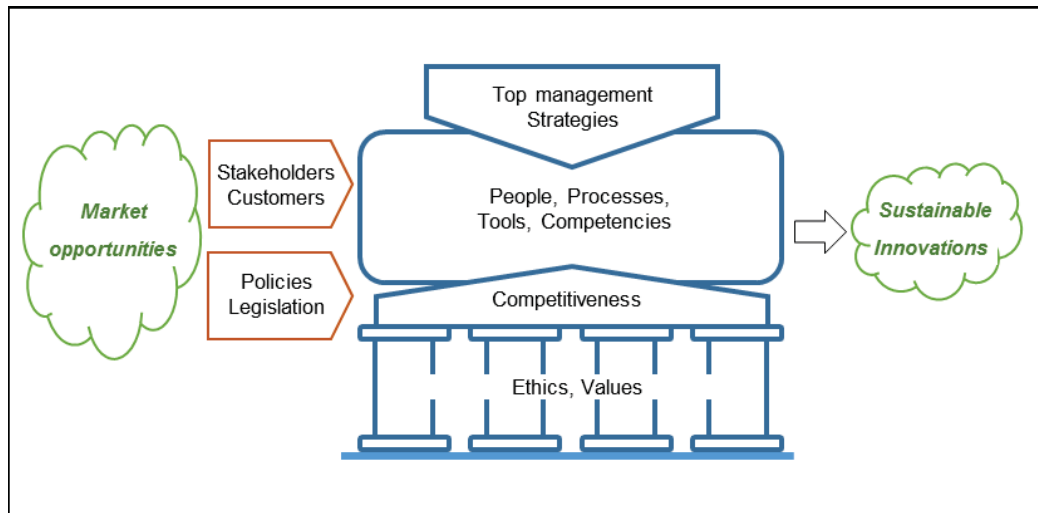 Top management
Strategies
Stakeholders
Customers
Market
opportunities
People, Processes,
Tools, Competencies
Sustainable
Innovations
Policies
Legislation
Competitiveness
Ethics, Values